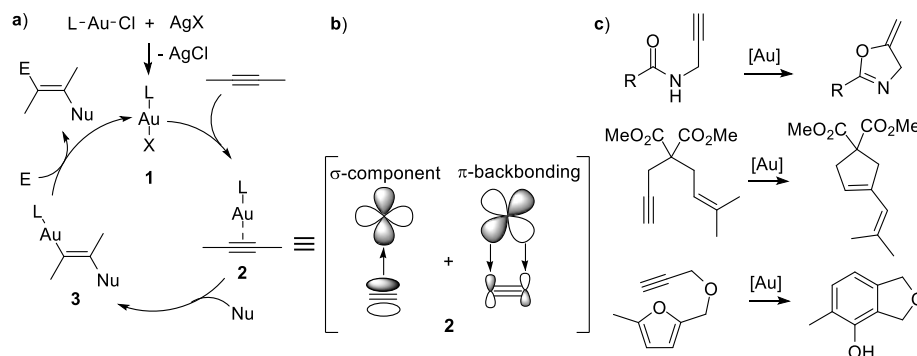 a)
L-Au-Cl + AgX
- AgCl
E
Nu
L
Au
X
1
E
L
Au
Nu
3
L
Au
2
Nu
b)
σ-component
π-backbonding
+
2
c)
O
R
N
H
[Au]
O
R
N
MeO₂C
CO₂Me
[Au]
MeO₂C
CO₂Me
O
O
[Au]
O
OH